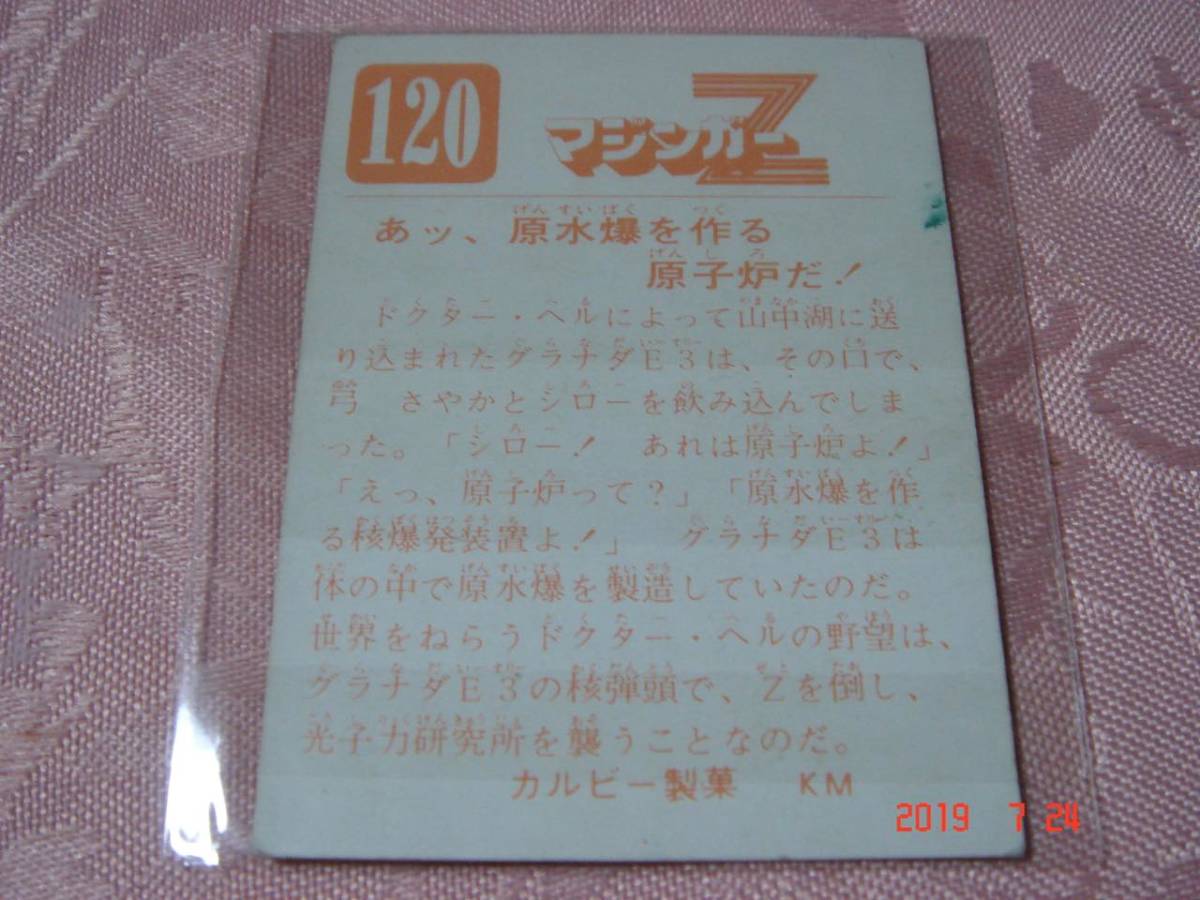 120
マジンガーZ
あッ、原水爆を作る
原子炉だ！
ドクター・ヘルによって山中湖に送
り込まれたグラナダE3は、その口で、
弓　さやかとシローを飲み込んでしま
った。「シロー！　あれは原子炉よ！」
「えっ、原子炉って？」「原水爆を作
る核爆発装置よ！」　グラナダE3は
体の中で原水爆を製造していたのだ。
世界をねらうドクター・ヘルの野望は、
グラナダE3の核弾頭で、Zを倒し、
光子力研究所を襲うことなのだ。
カルビー製菓　KM
2019 7 24